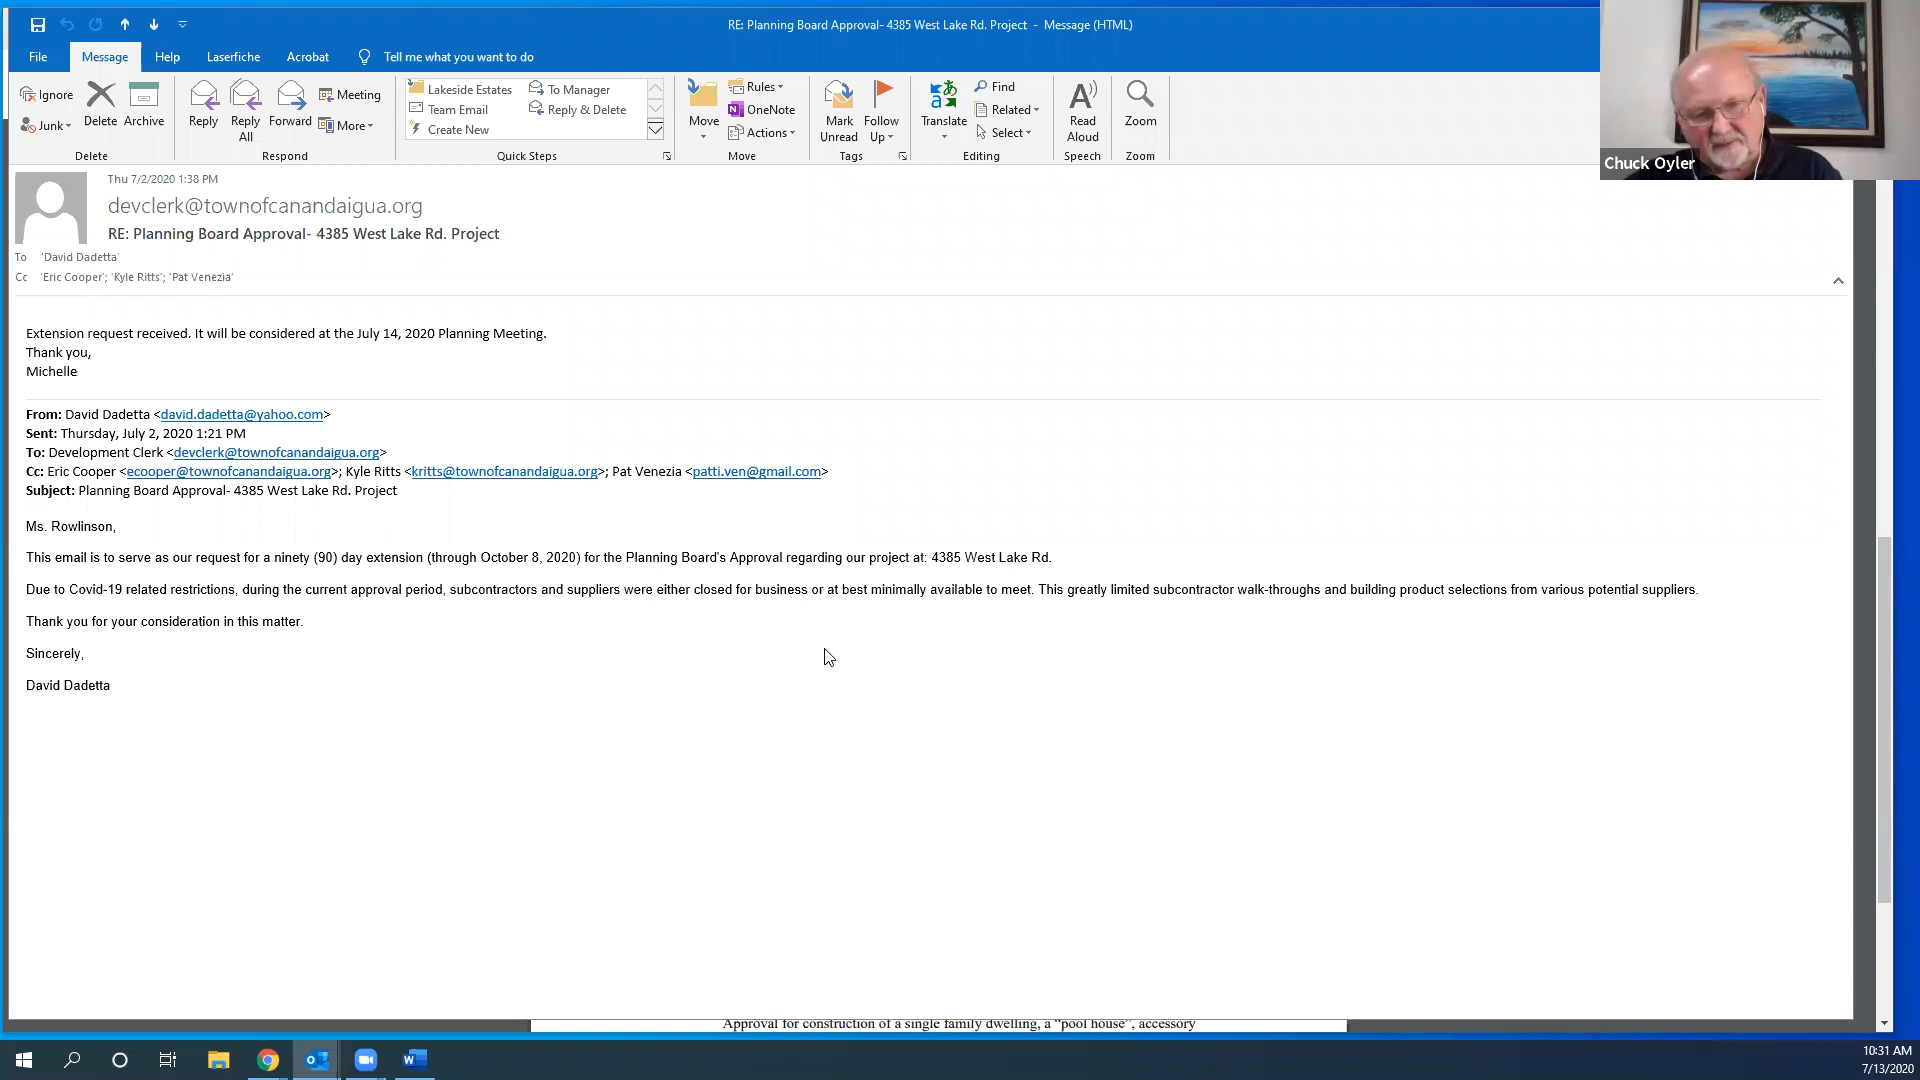 RE: Planning Board Approval- 4385 West Lake Rd. Project - Message (HTML)
File Message Help Laserfiche Acrobat Tell me what you want to do
Ignore
Junk
Delete
Archive
Delete
Reply
Reply All
Forward
Meeting
More
Respond
Lakeside Estates
Team Email
Create New
To Manager
Reply & Delete
Quick Steps
Move
Rules
OneNote
Actions
Move
Mark Unread
Follow Up
Tags
Translate
Find
Related
Select
Editing
Read Aloud
Speech
Zoom
Zoom
Chuck Oyler
Thu 7/2/2020 1:38 PM
devclerk@townofcanandaigua.org
RE: Planning Board Approval- 4385 West Lake Rd. Project
To 'David Dadetta'
Cc 'Eric Cooper'; 'Kyle Ritts'; 'Pat Venezia'
Extension request received. It will be considered at the July 14, 2020 Planning Meeting.
Thank you,
Michelle
From: David Dadetta <david.dadetta@yahoo.com>
Sent: Thursday, July 2, 2020 1:21 PM
To: Development Clerk <devclerk@townofcanandaigua.org>
Cc: Eric Cooper <ecooper@townofcanandaigua.org>; Kyle Ritts <kritts@townofcanandaigua.org>; Pat Venezia <patti.ven@gmail.com>
Subject: Planning Board Approval- 4385 West Lake Rd. Project
Ms. Rowlinson,
This email is to serve as our request for a ninety (90) day extension (through October 8, 2020) for the Planning Board's Approval regarding our project at: 4385 West Lake Rd.
Due to Covid-19 related restrictions, during the current approval period, subcontractors and suppliers were either closed for business or at best minimally available to meet. This greatly limited subcontractor walk-throughs and building product selections from various potential suppliers.
Thank you for your consideration in this matter.
Sincerely,
David Dadetta
Approval for construction of a single family dwelling, a "pool house", accessory
10:31 AM
7/13/2020